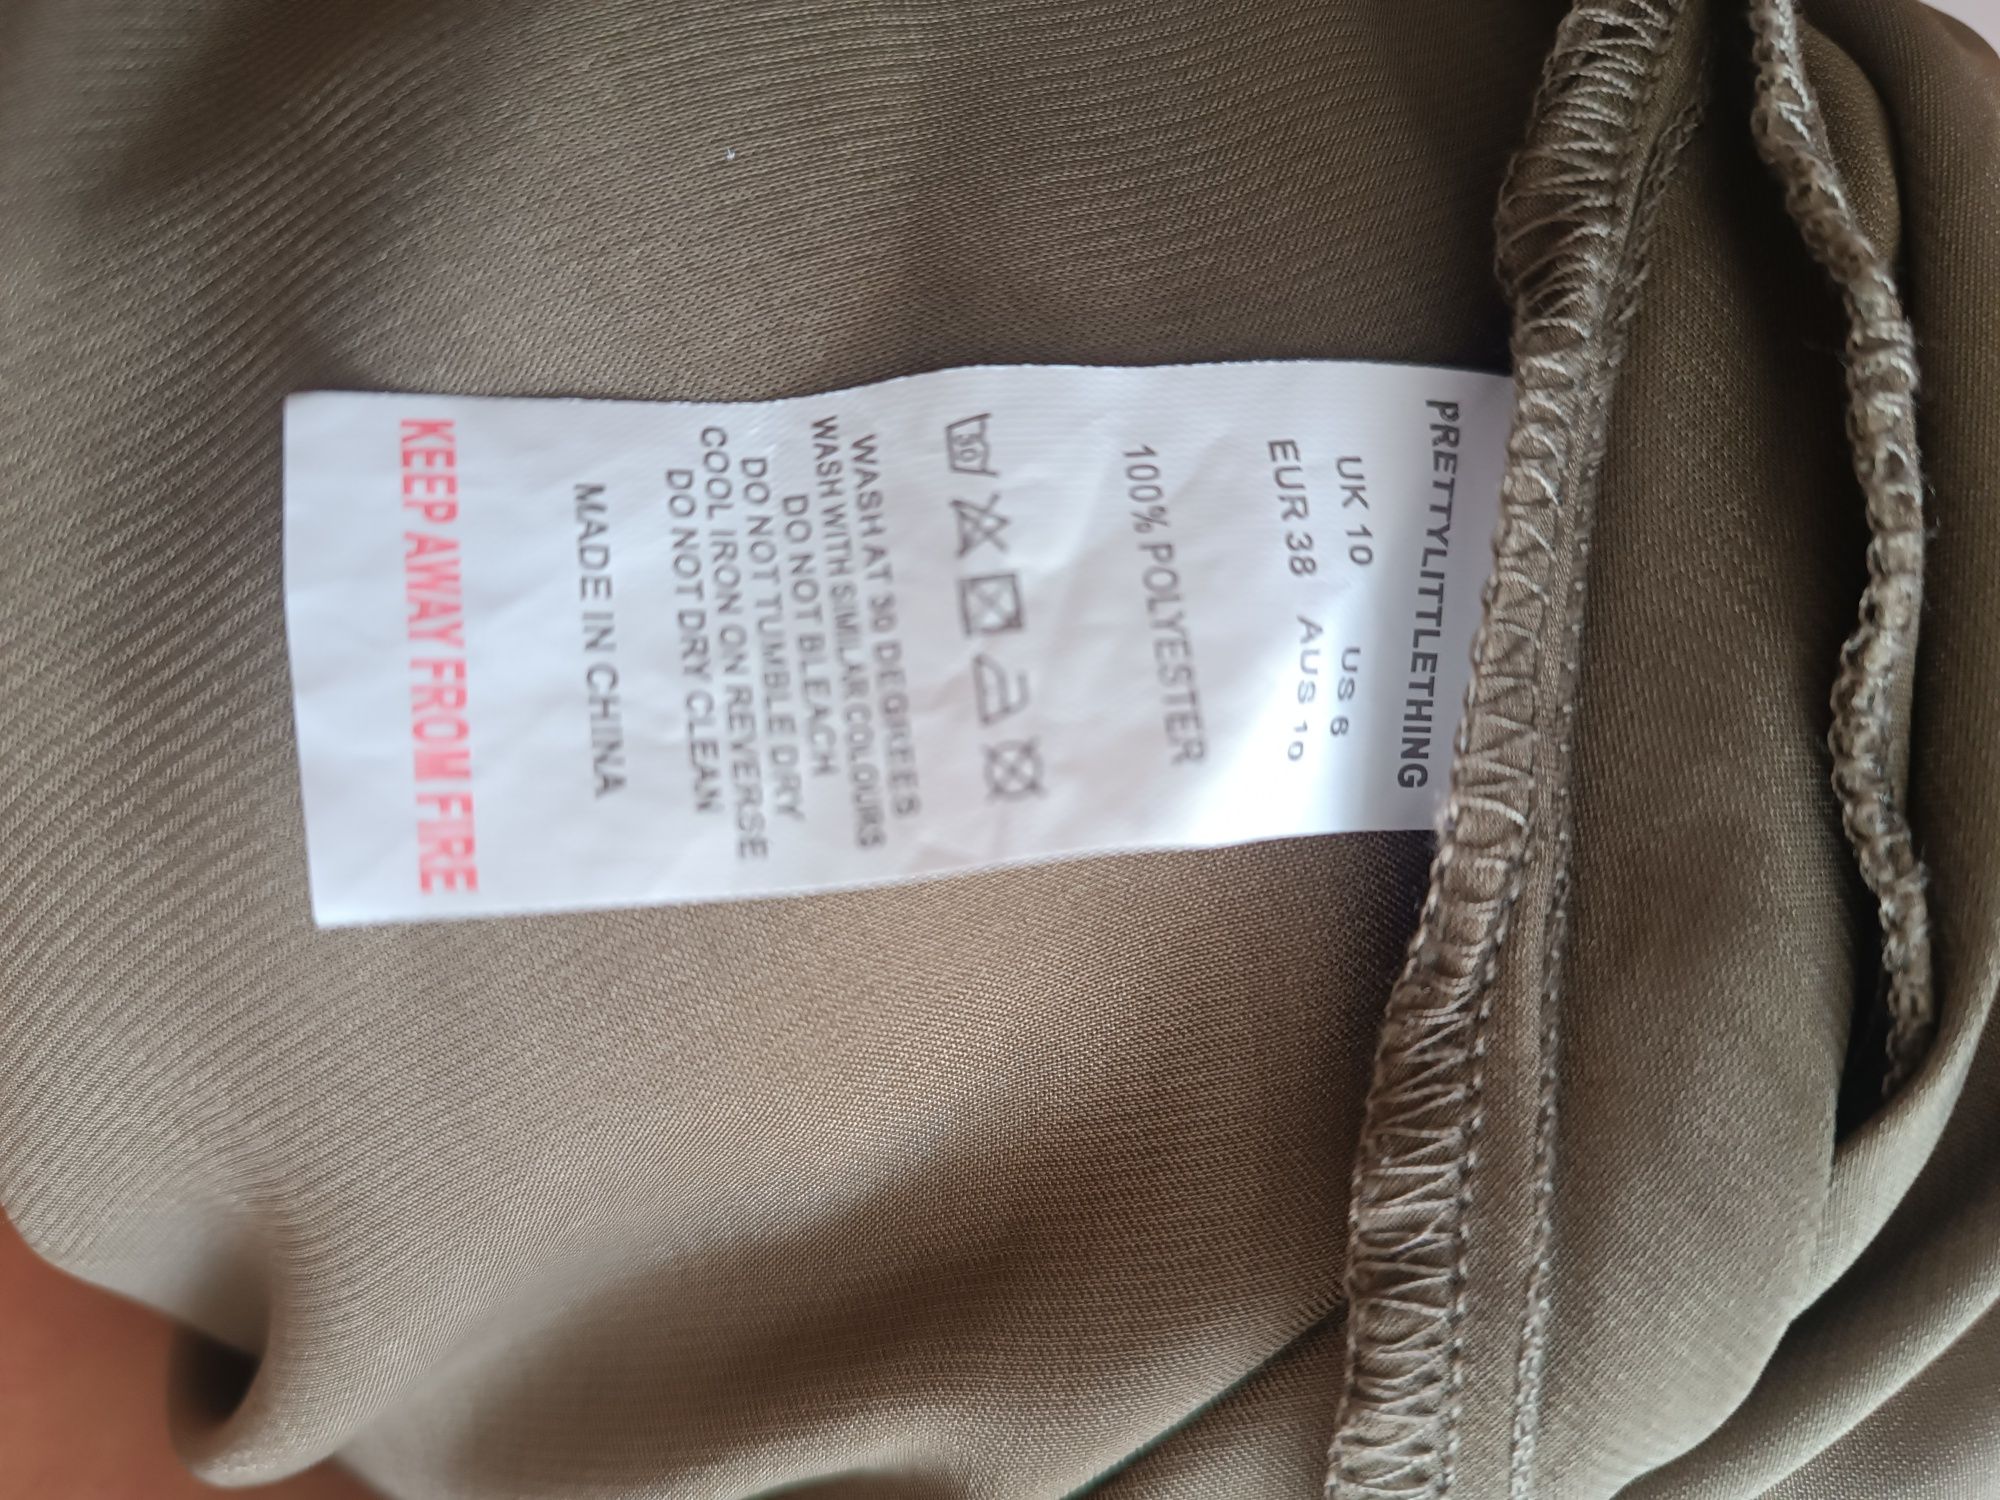 PRETTYLITTLETHING
UK 10 US 6
EUR 38 AUS 10
100% POLYESTER
30
WASH AT 30 DEGREES
WASH WITH SIMILAR COLOURS
DO NOT BLEACH
DO NOT TUMBLE DRY
COOL IRON ON REVERSE
DO NOT DRY CLEAN
MADE IN CHINA
KEEP AWAY FROM FIRE